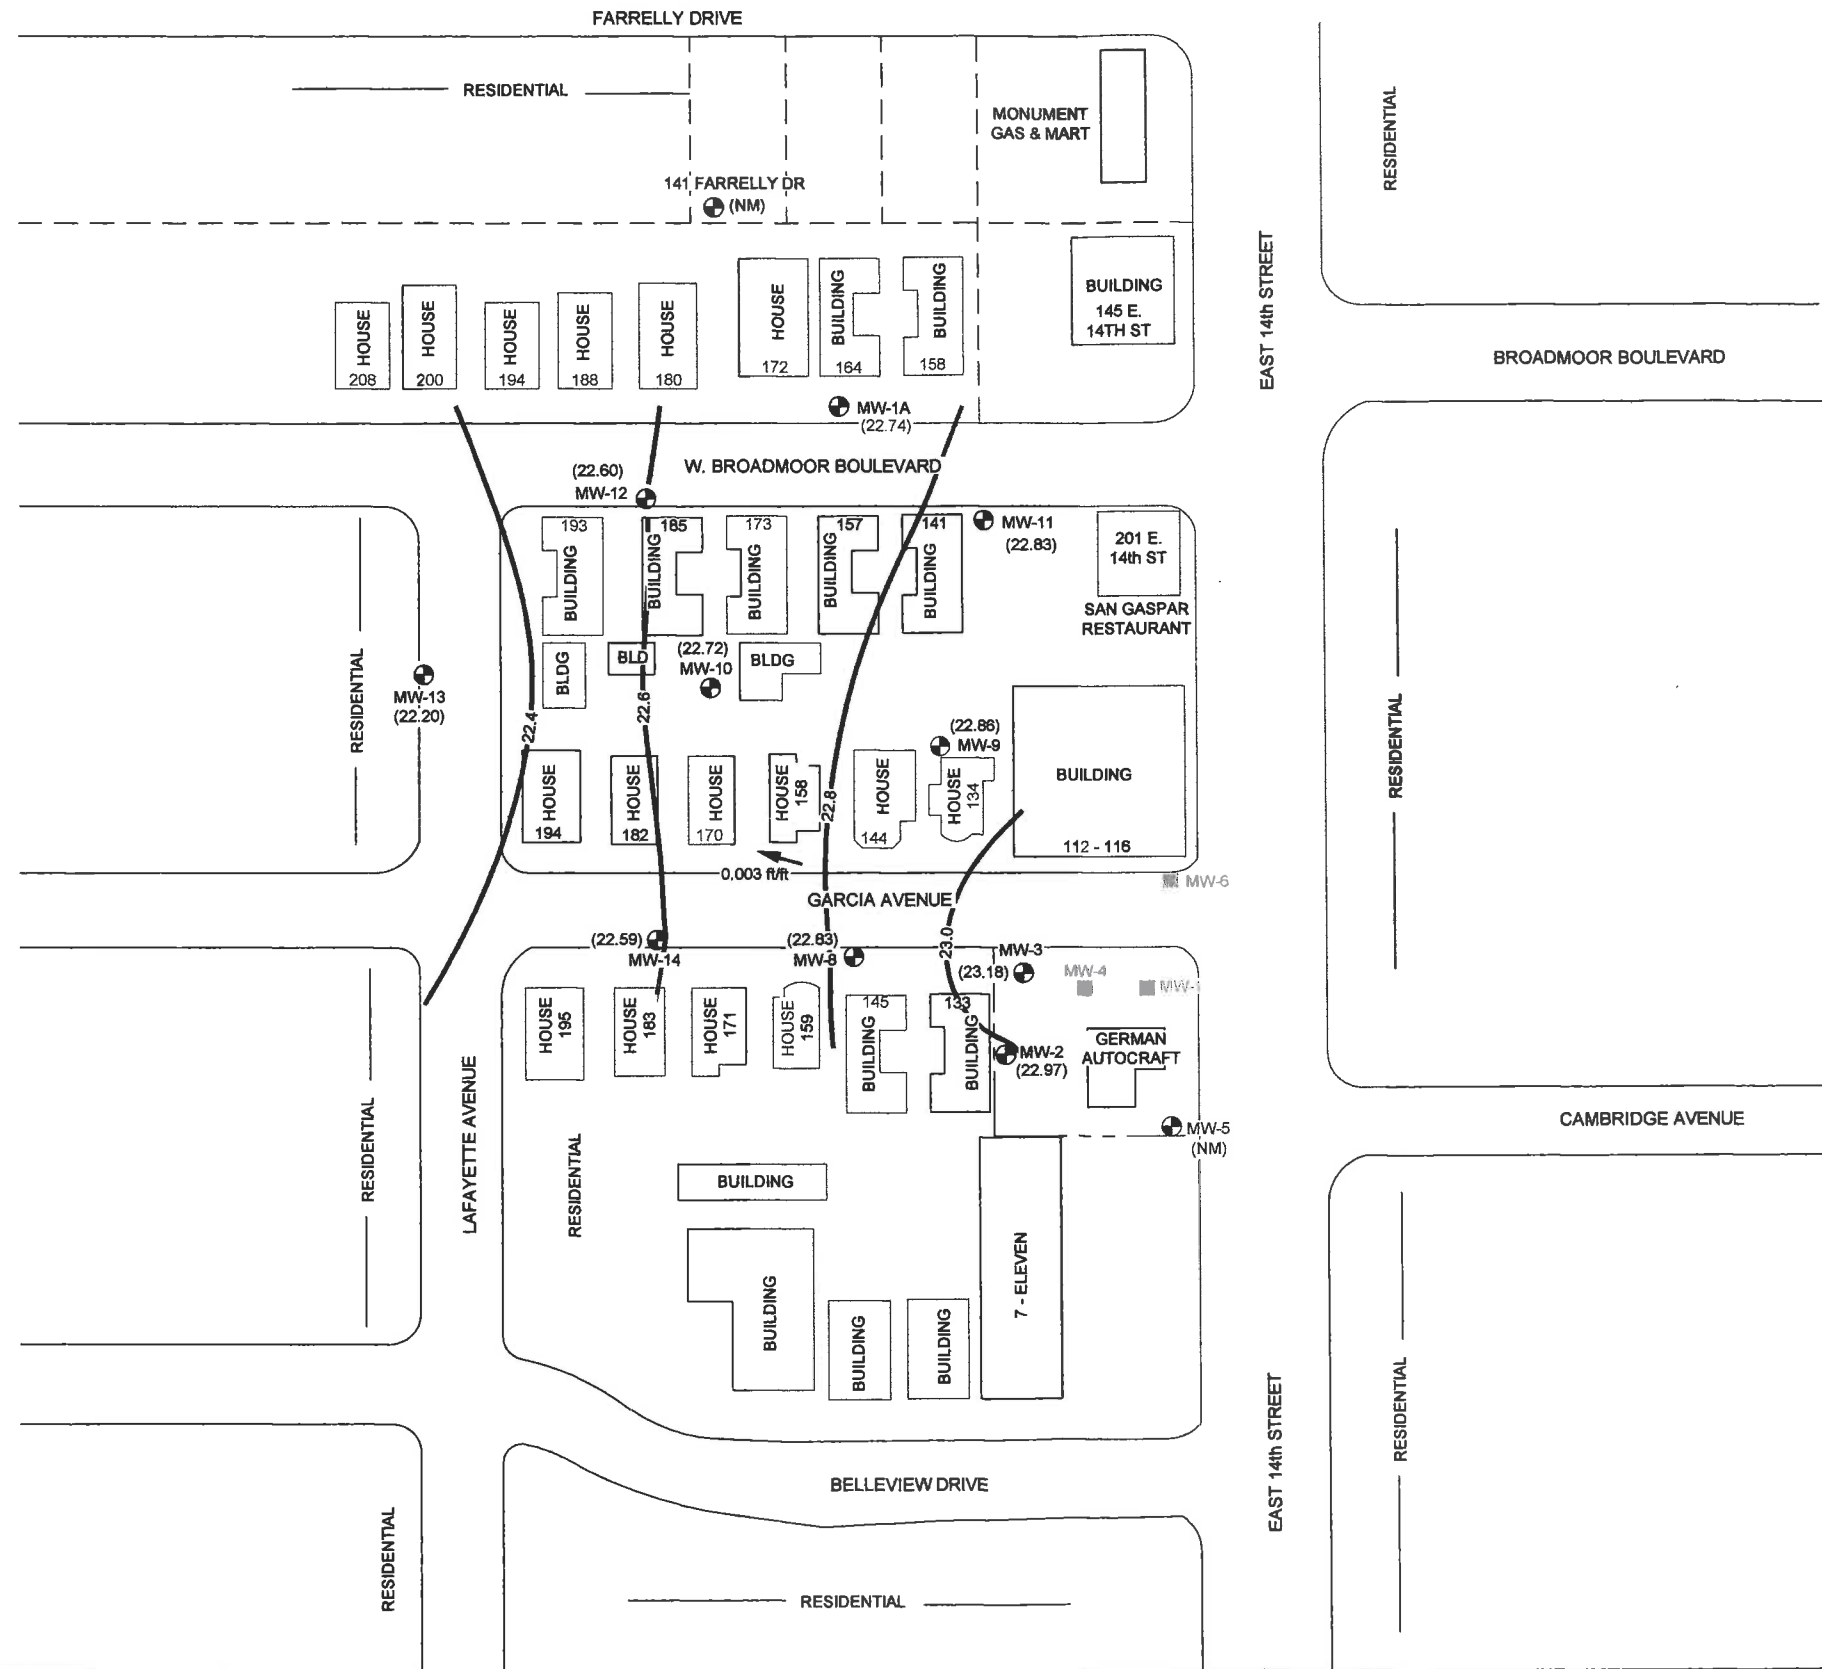 FARRELLY DRIVE
RESIDENTIAL
MONUMENT
GAS & MART
RESIDENTIAL
141 FARRELLY DR
(NM)
EAST 14th STREET
BUILDING
145 E.
14TH ST
BROADMOOR BOULEVARD
HOUSE
208
HOUSE
200
HOUSE
194
HOUSE
188
HOUSE
180
HOUSE
172
BUILDING
164
BUILDING
158
MW-1A
(22.74)
W. BROADMOOR BOULEVARD
(22.60)
MW-12
193
BUILDING
185
BUILDING
173
BUILDING
157
BUILDING
141
BUILDING
MW-11
(22.83)
201 E.
14th ST
SAN GASPAR
RESTAURANT
RESIDENTIAL
MW-13
(22.20)
BLDG
BLD
(22.72)
MW-10
BLDG
22.4
22.6
22.8
(22.86)
MW-9
RESIDENTIAL
HOUSE
194
HOUSE
182
HOUSE
170
HOUSE
158
HOUSE
144
HOUSE
134
BUILDING
112 - 116
0.003 ft/ft
GARCIA AVENUE
MW-6
23.0
(22.59)
MW-14
(22.83)
MW-8
MW-3
(23.18)
MW-4
HOUSE
195
HOUSE
183
HOUSE
171
HOUSE
159
145
BUILDING
133
BUILDING
MW-2
(22.97)
GERMAN
AUTOCRAFT
MW-5
(NM)
CAMBRIDGE AVENUE
RESIDENTIAL
LAFAYETTE AVENUE
RESIDENTIAL
BUILDING
BUILDING
BUILDING
BUILDING
7 - ELEVEN
EAST 14th STREET
RESIDENTIAL
BELLEVIEW DRIVE
RESIDENTIAL
RESIDENTIAL